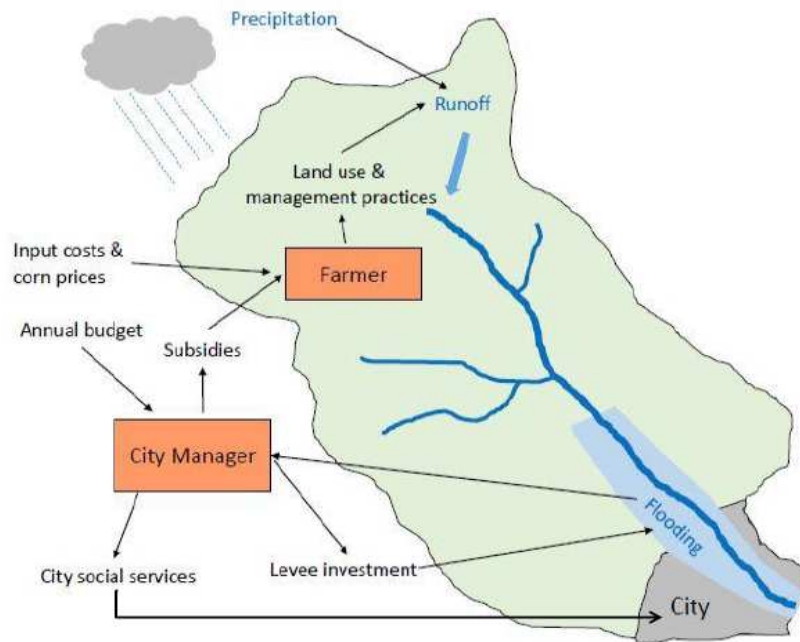 Precipitation
Runoff
Land use &
management practices
Input costs &
corn prices
Farmer
Annual budget
Subsidies
City Manager
Flooding
City social services
Levee investment
City